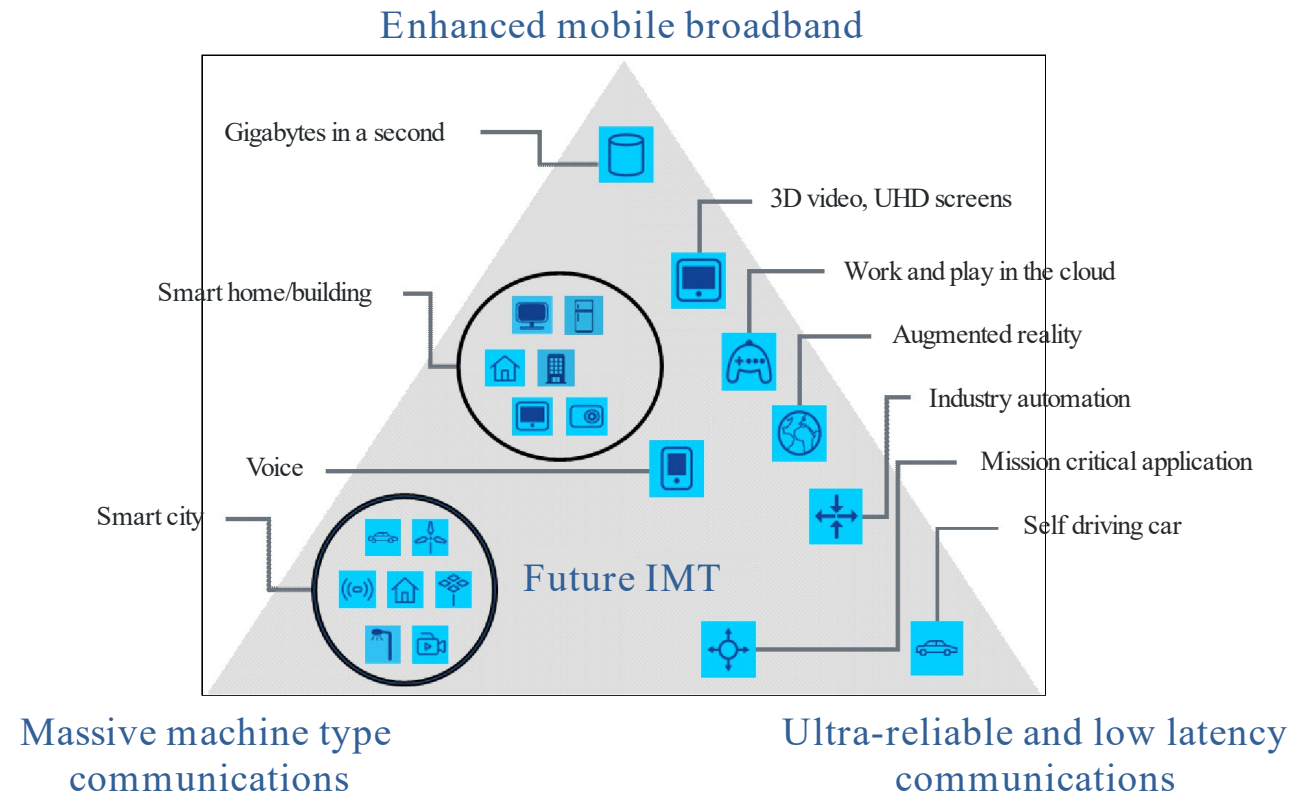 Enhanced mobile broadband
Gigabytes in a second
3D video, UHD screens
Work and play in the cloud
Smart home/building
Augmented reality
Industry automation
Mission critical application
Voice
Smart city
Self driving car
Future IMT
Massive machine type
communications
Ultra-reliable and low latency
communications